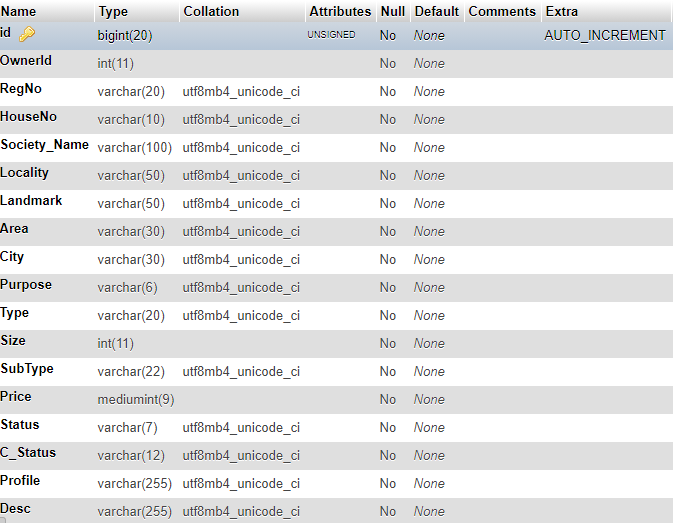 Name Type Collation Attributes Null Default Comments Extra
id bigint(20) UNSIGNED No None AUTO_INCREMENT
OwnerId int(11) No None
RegNo varchar(20) utf8mb4_unicode_ci No None
HouseNo varchar(10) utf8mb4_unicode_ci No None
Society_Name varchar(100) utf8mb4_unicode_ci No None
Locality varchar(50) utf8mb4_unicode_ci No None
Landmark varchar(50) utf8mb4_unicode_ci No None
Area varchar(30) utf8mb4_unicode_ci No None
City varchar(30) utf8mb4_unicode_ci No None
Purpose varchar(6) utf8mb4_unicode_ci No None
Type varchar(20) utf8mb4_unicode_ci No None
Size int(11) No None
SubType varchar(22) utf8mb4_unicode_ci No None
Price mediumint(9) No None
Status varchar(7) utf8mb4_unicode_ci No None
C_Status varchar(12) utf8mb4_unicode_ci No None
Profile varchar(255) utf8mb4_unicode_ci No None
Desc varchar(255) utf8mb4_unicode_ci No None